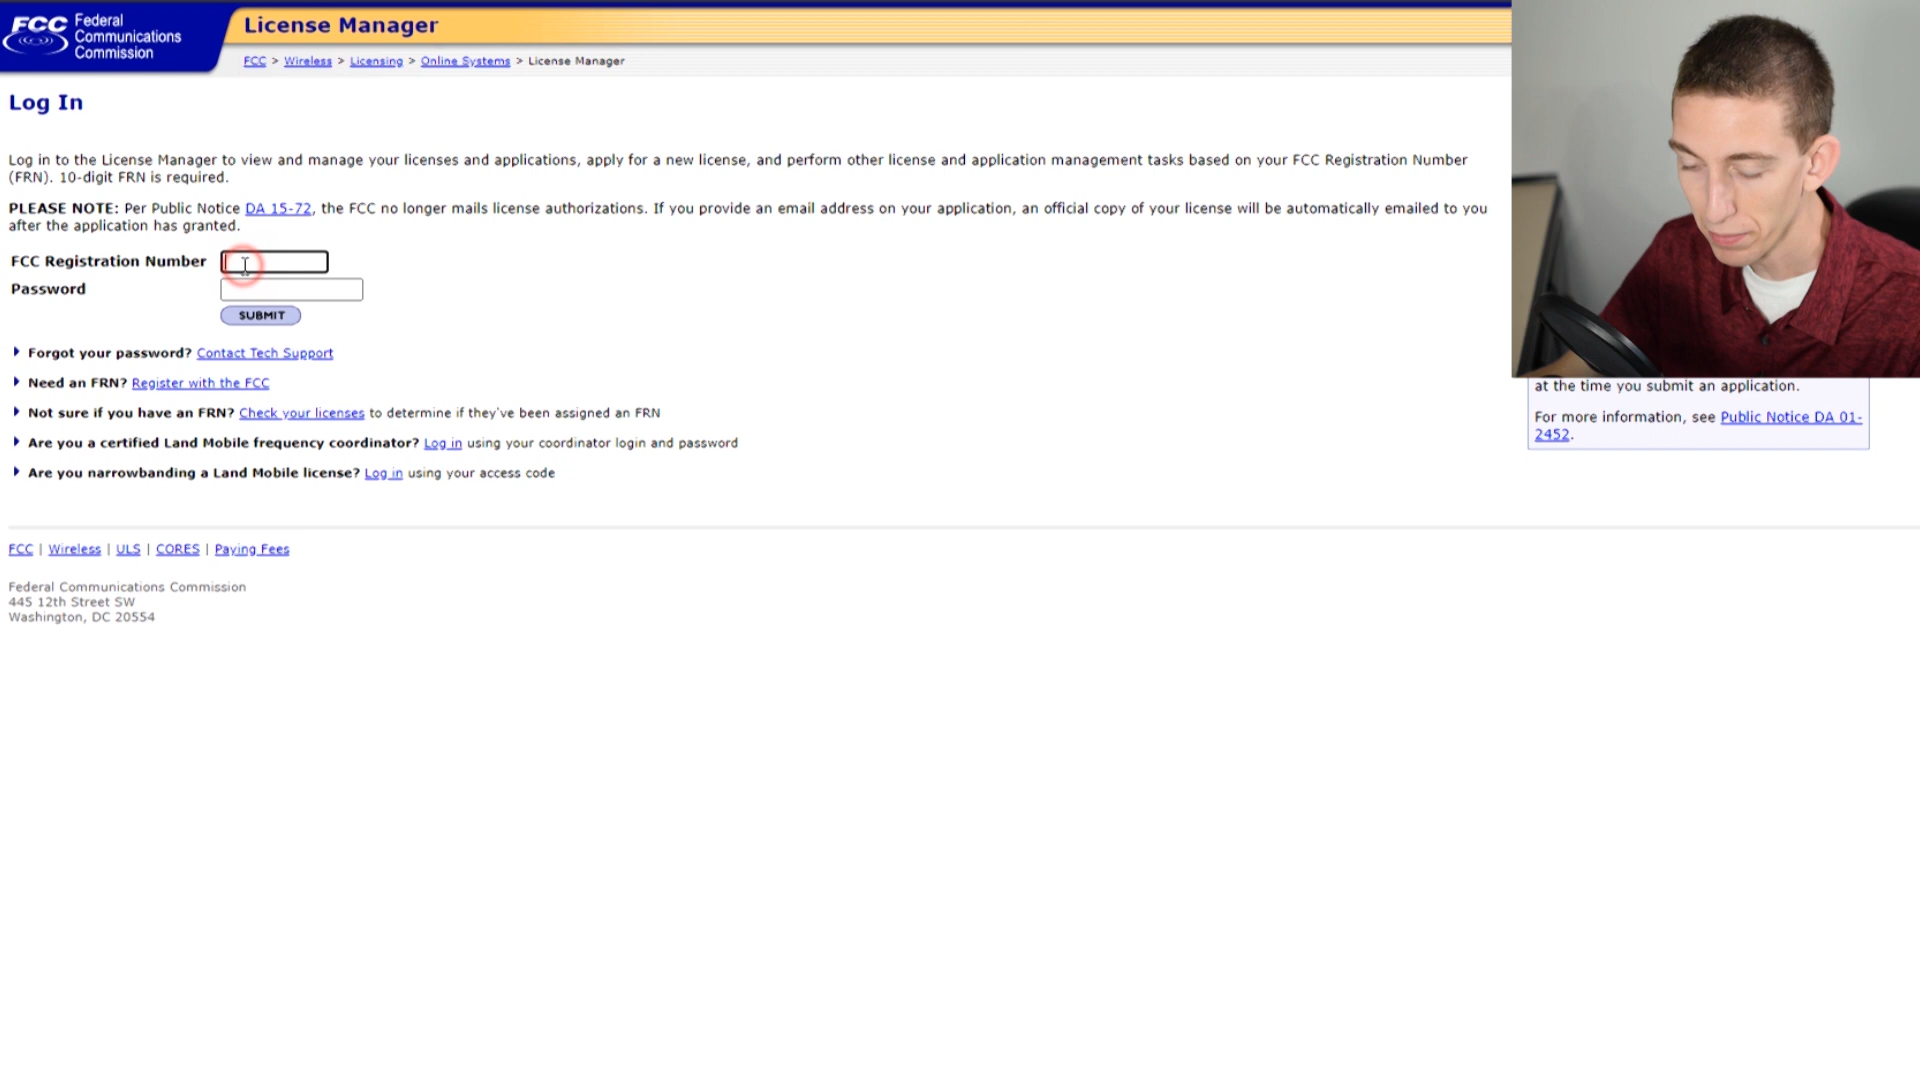 FCC Federal
Communications
Commission
License Manager
FCC > Wireless > Licensing > Online Systems > License Manager
Log In
Log in to the License Manager to view and manage your licenses and applications, apply for a new license, and perform other license and application management tasks based on your FCC Registration Number
(FRN). 10-digit FRN is required.
PLEASE NOTE: Per Public Notice DA 15-72, the FCC no longer mails license authorizations. If you provide an email address on your application, an official copy of your license will be automatically emailed to you
after the application has granted.
FCC Registration Number
Password
SUBMIT
Forgot your password? Contact Tech Support
Need an FRN? Register with the FCC
Not sure if you have an FRN? Check your licenses to determine if they've been assigned an FRN
Are you a certified Land Mobile frequency coordinator? Log in using your coordinator login and password
Are you narrowbanding a Land Mobile license? Log in using your access code
at the time you submit an application.
For more information, see Public Notice DA 01-
2452.
FCC | Wireless | ULS | CORES | Paying Fees
Federal Communications Commission
445 12th Street SW
Washington, DC 20554